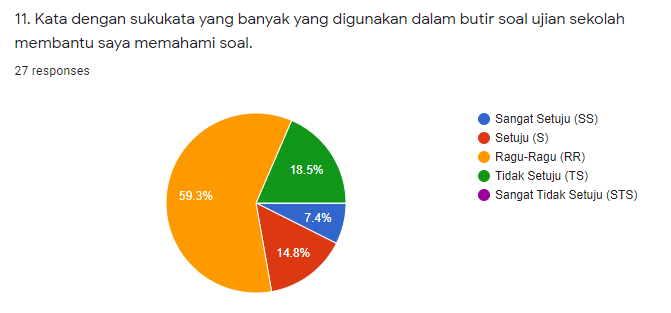 11. Kata dengan sukukata yang banyak yang digunakan dalam butir soal ujian sekolah
membantu saya memahami soal.
27 responses
59.3%
18.5%
7.4%
14.8%
Sangat Setuju (SS)
Setuju (S)
Ragu-Ragu (RR)
Tidak Setuju (TS)
Sangat Tidak Setuju (STS)